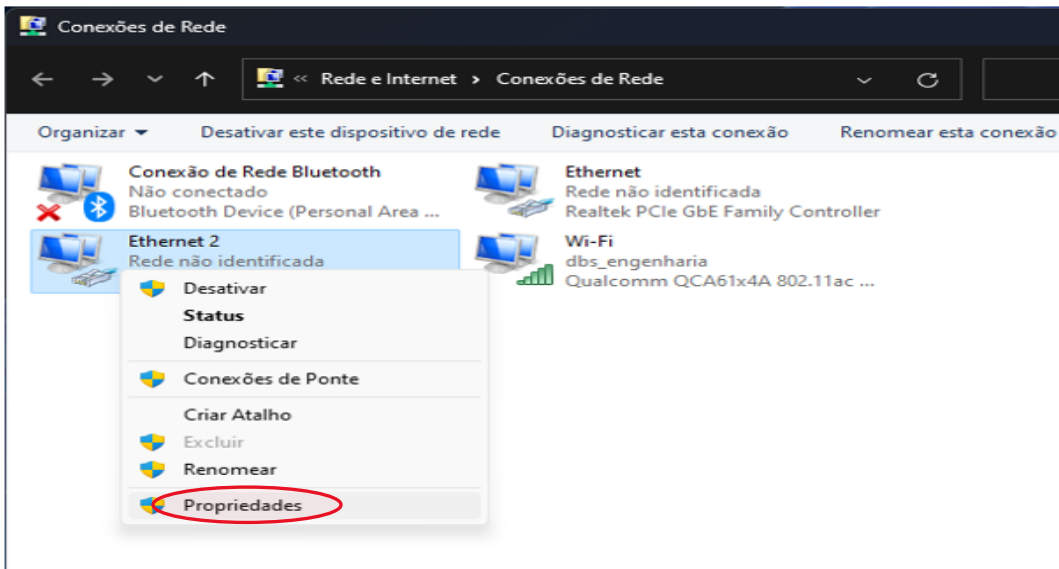 Conexões de Rede
« Rede e Internet > Conexões de Rede
Organizar Desativar este dispositivo de rede Diagnosticar esta conexão Renomear esta conexão
Conexão de Rede Bluetooth
Não conectado
Bluetooth Device (Personal Area ...
Ethernet
Rede não identificada
Realtek PCIe GbE Family Controller
Ethernet 2
Rede não identificada
Wi-Fi
dbs_engenharia
Qualcomm QCA61x4A 802.11ac ...
Desativar
Status
Diagnosticar
Conexões de Ponte
Criar Atalho
Excluir
Renomear
Propriedades